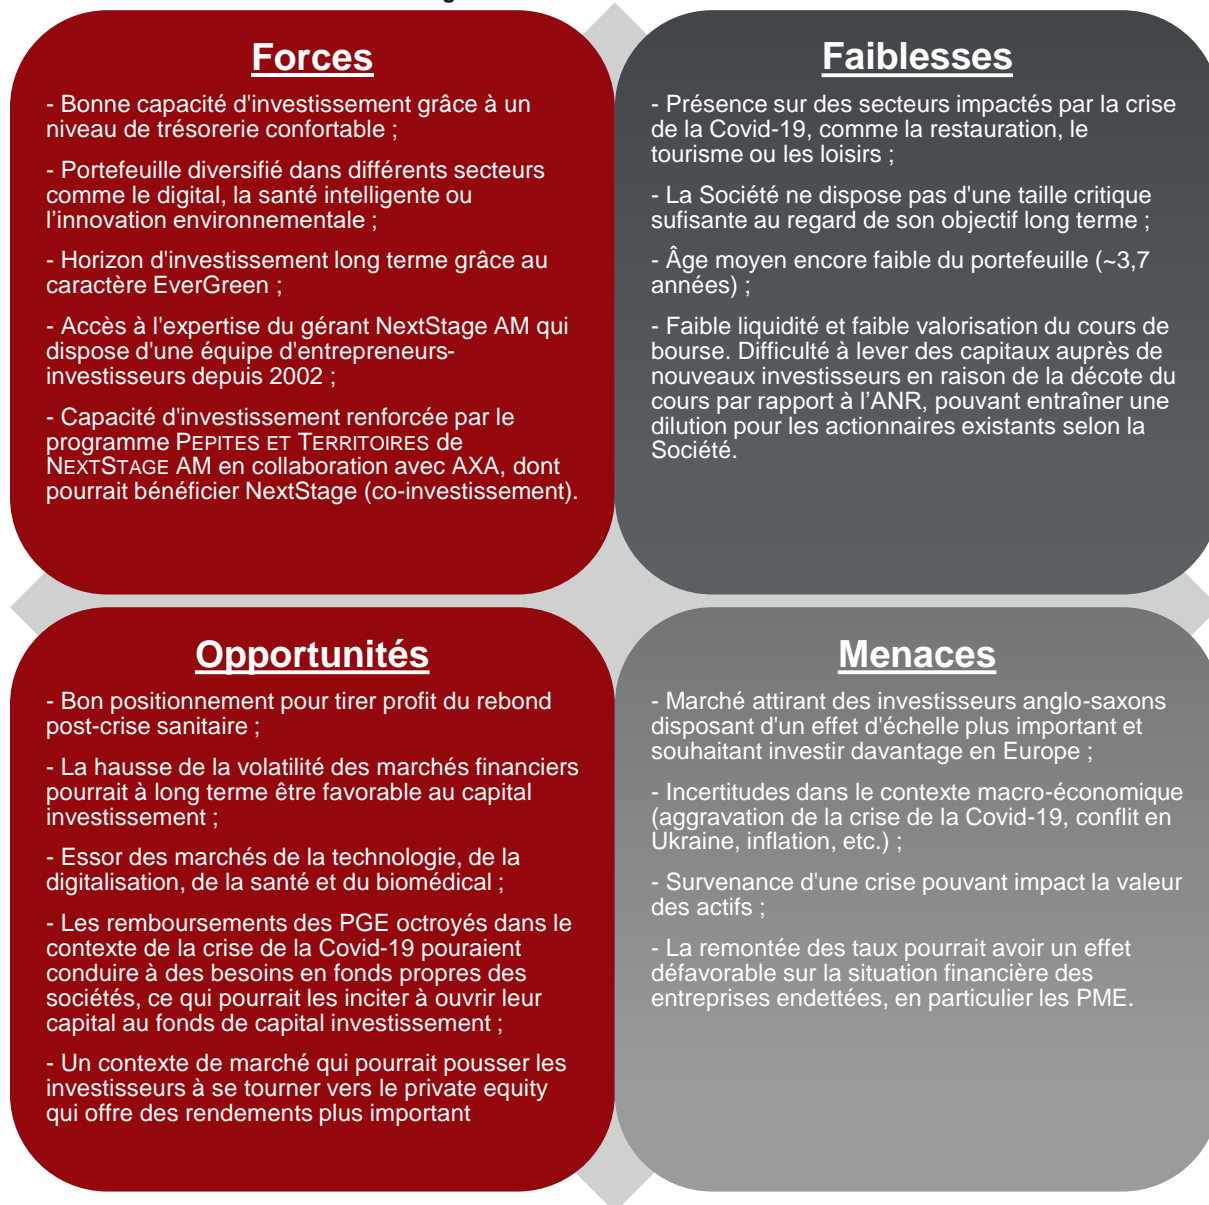 Forces
- Bonne capacité d'investissement grâce à un
niveau de trésorerie confortable ;
- Portefeuille diversifié dans différents secteurs
comme le digital, la santé intelligente ou
l'innovation environnementale ;
- Horizon d'investissement long terme grâce au
caractère EverGreen ;
- Accès à l'expertise du gérant NextStage AM qui
dispose d'une équipe d'entrepreneurs-
investisseurs depuis 2002 ;
- Capacité d'investissement renforcée par le
programme PEPITES ET TERRITOIRES de
NEXTSTAGE AM en collaboration avec AXA, dont
pourrait bénéficier NextStage (co-investissement).
Faiblesses
- Présence sur des secteurs impactés par la crise
de la Covid-19, comme la restauration, le
tourisme ou les loisirs ;
- La Société ne dispose pas d'une taille critique
sufisante au regard de son objectif long terme ;
- Âge moyen encore faible du portefeuille (~3,7
années) ;
- Faible liquidité et faible valorisation du cours de
bourse. Difficulté à lever des capitaux auprès de
nouveaux investisseurs en raison de la décote du
cours par rapport à l'ANR, pouvant entraîner une
dilution pour les actionnaires existants selon la
Société.
Opportunités
- Bon positionnement pour tirer profit du rebond
post-crise sanitaire ;
- La hausse de la volatilité des marchés financiers
pourrait à long terme être favorable au capital
investissement ;
- Essor des marchés de la technologie, de la
digitalisation, de la santé et du biomédical ;
- Les remboursements des PGE octroyés dans le
contexte de la crise de la Covid-19 pouraient
conduire à des besoins en fonds propres des
sociétés, ce qui pourrait les inciter à ouvrir leur
capital au fonds de capital investissement ;
- Un contexte de marché qui pourrait pousser les
investisseurs à se tourner vers le private equity
qui offre des rendements plus important
Menaces
- Marché attirant des investisseurs anglo-saxons
disposant d'un effet d'échelle plus important et
souhaitant investir davantage en Europe ;
- Incertitudes dans le contexte macro-économique
(aggravation de la crise de la Covid-19, conflit en
Ukraine, inflation, etc.) ;
- Survenance d'une crise pouvant impact la valeur
des actifs ;
- La remontée des taux pourrait avoir un effet
défavorable sur la situation financière des
entreprises endettées, en particulier les PME.